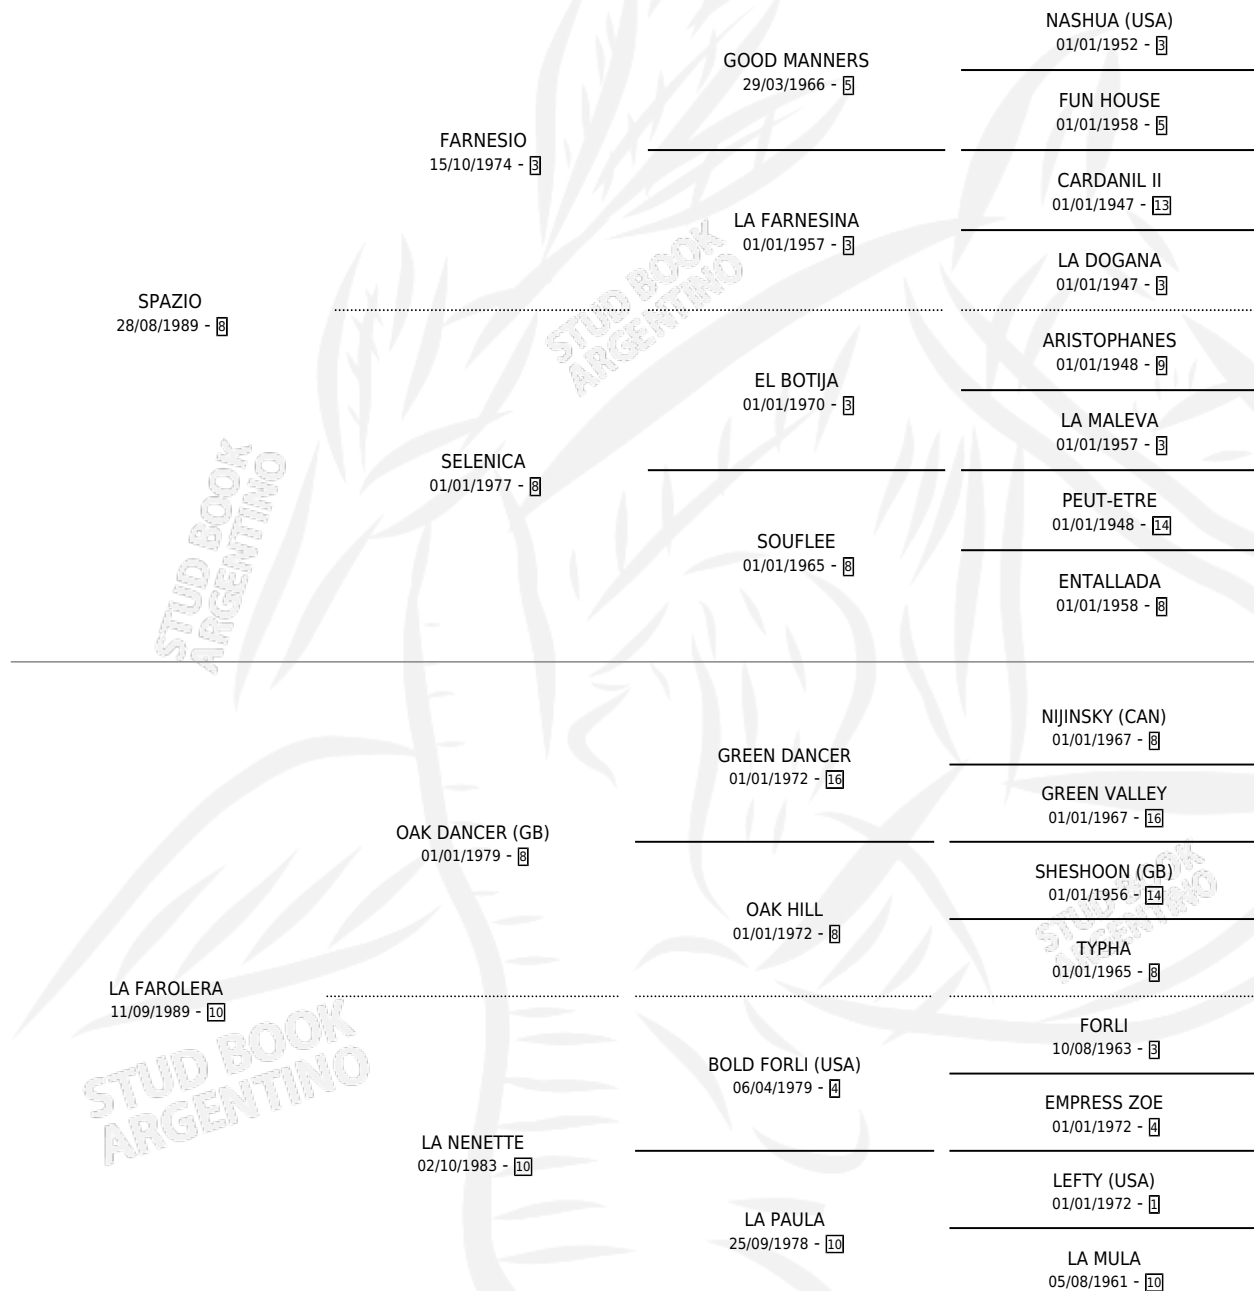 NASHUA (USA)
01/01/1952 - 3
GOOD MANNERS
29/03/1966 - 5
FUN HOUSE
01/01/1958 - 5
FARNESIO
15/10/1974 - 3
CARDANIL II
01/01/1947 - 13
LA FARNESINA
01/01/1957 - 3
LA DOGANA
01/01/1947 - 3
SPAZIO
28/08/1989 - 8
STUD BOOK
ARGENTINO
ARISTOPHANES
01/01/1948 - 9
EL BOTIJA
01/01/1970 - 3
LA MALEVA
01/01/1957 - 3
SELENICA
01/01/1977 - 8
PEUT-ETRE
01/01/1948 - 14
SOUFLEE
01/01/1965 - 8
ENTALLADA
01/01/1958 - 8
STUD BOOK
ARGENTINO
NIJINSKY (CAN)
01/01/1967 - 8
GREEN DANCER
01/01/1972 - 16
GREEN VALLEY
01/01/1967 - 16
OAK DANCER (GB)
01/01/1979 - 8
SHESHOON (GB)
01/01/1956 - 14
OAK HILL
01/01/1972 - 8
STUD BOOK
ARGENTINO
TYPHA
01/01/1965 - 8
LA FAROLERA
11/09/1989 - 10
STUD BOOK
ARGENTINO
FORLI
10/08/1963 - 3
BOLD FORLI (USA)
06/04/1979 - 4
EMPRESS ZOE
01/01/1972 - 4
LA NENETTE
02/10/1983 - 10
LEFTY (USA)
01/01/1972 - 1
LA PAULA
25/09/1978 - 10
LA MULA
05/08/1961 - 10